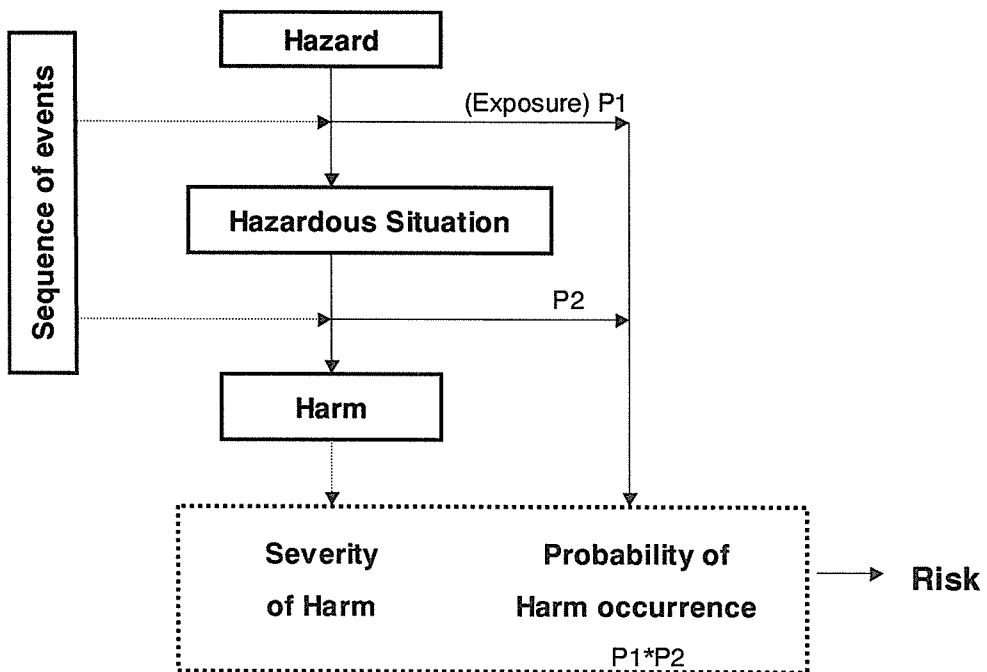 Hazard
Sequence of events
(Exposure) P1
Hazardous Situation
P2
Harm
Severity
of Harm
Probability of
Harm occurrence
P1*P2
Risk